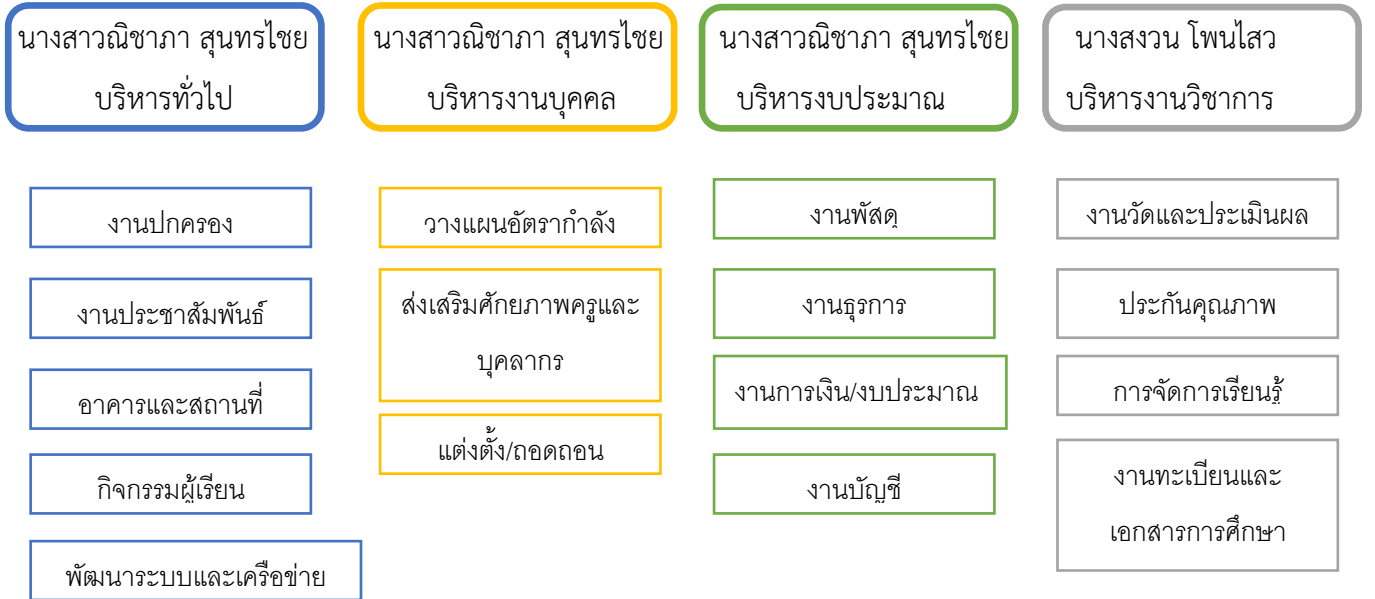 นางสาวณิชาภา สุนทรไชย
บริหารทั่วไป
นางสาวณิชาภา สุนทรไชย
บริหารงานบุคคล
นางสาวณิชาภา สุนทรไชย
บริหารงบประมาณ
นางสงวน โพนไสว
บริหารงานวิชาการ
งานปกครอง
งานประชาสัมพันธ์
อาคารและสถานที่
กิจกรรมผู้เรียน
พัฒนาระบบและเครือข่าย
วางแผนอัตรากำลัง
ส่งเสริมศักยภาพครูและ
บุคลากร
แต่งตั้ง/ถอดถอน
งานพัสดุ
งานธุรการ
งานการเงิน/งบประมาณ
งานบัญชี
งานวัดและประเมินผล
ประกันคุณภาพ
การจัดการเรียนรู้
งานทะเบียนและ
เอกสารการศึกษา